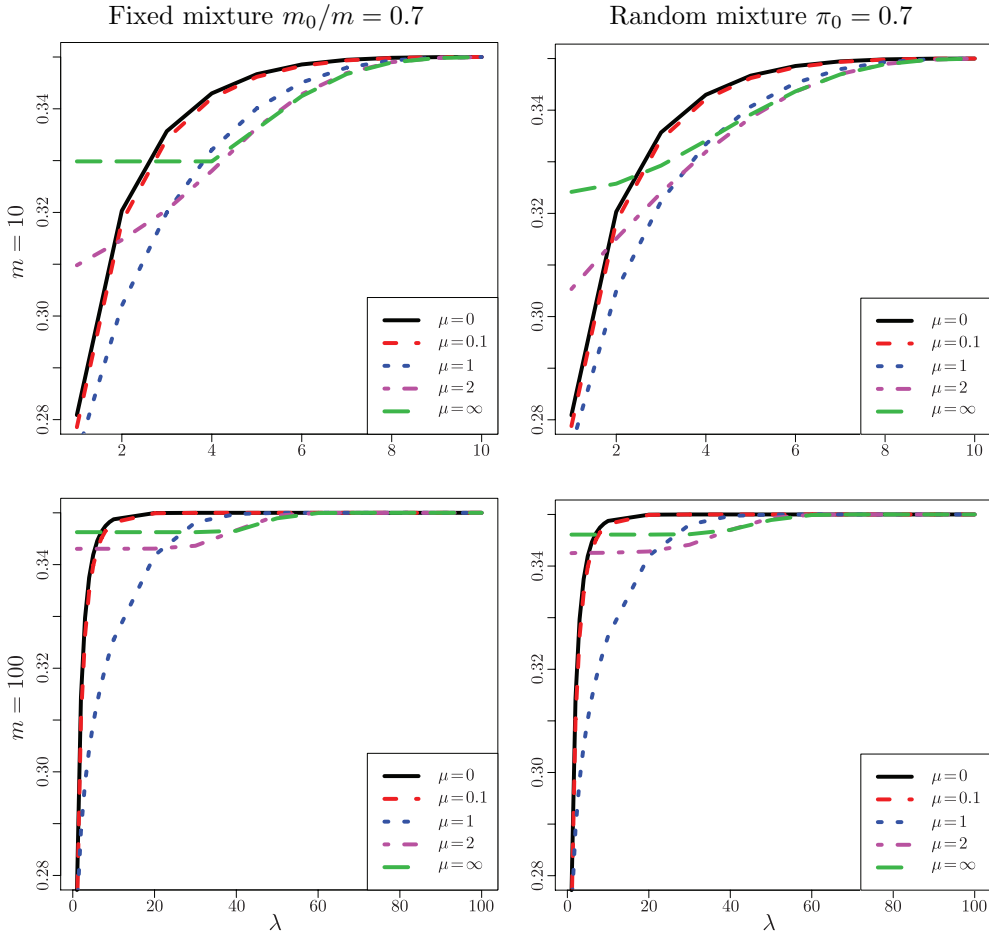 Fixed mixture m₀/m = 0.7
Random mixture π₀ = 0.7
m = 10
0.34
0.32
0.30
0.28
2 4 6 8 10
μ=0
μ=0.1
μ=1
μ=2
μ=∞
0.34
0.32
0.30
0.28
2 4 6 8 10
μ=0
μ=0.1
μ=1
μ=2
μ=∞
m = 100
0.34
0.32
0.30
0.28
0 20 40 60 80 100
λ
μ=0
μ=0.1
μ=1
μ=2
μ=∞
0.34
0.32
0.30
0.28
0 20 40 60 80 100
λ
μ=0
μ=0.1
μ=1
μ=2
μ=∞